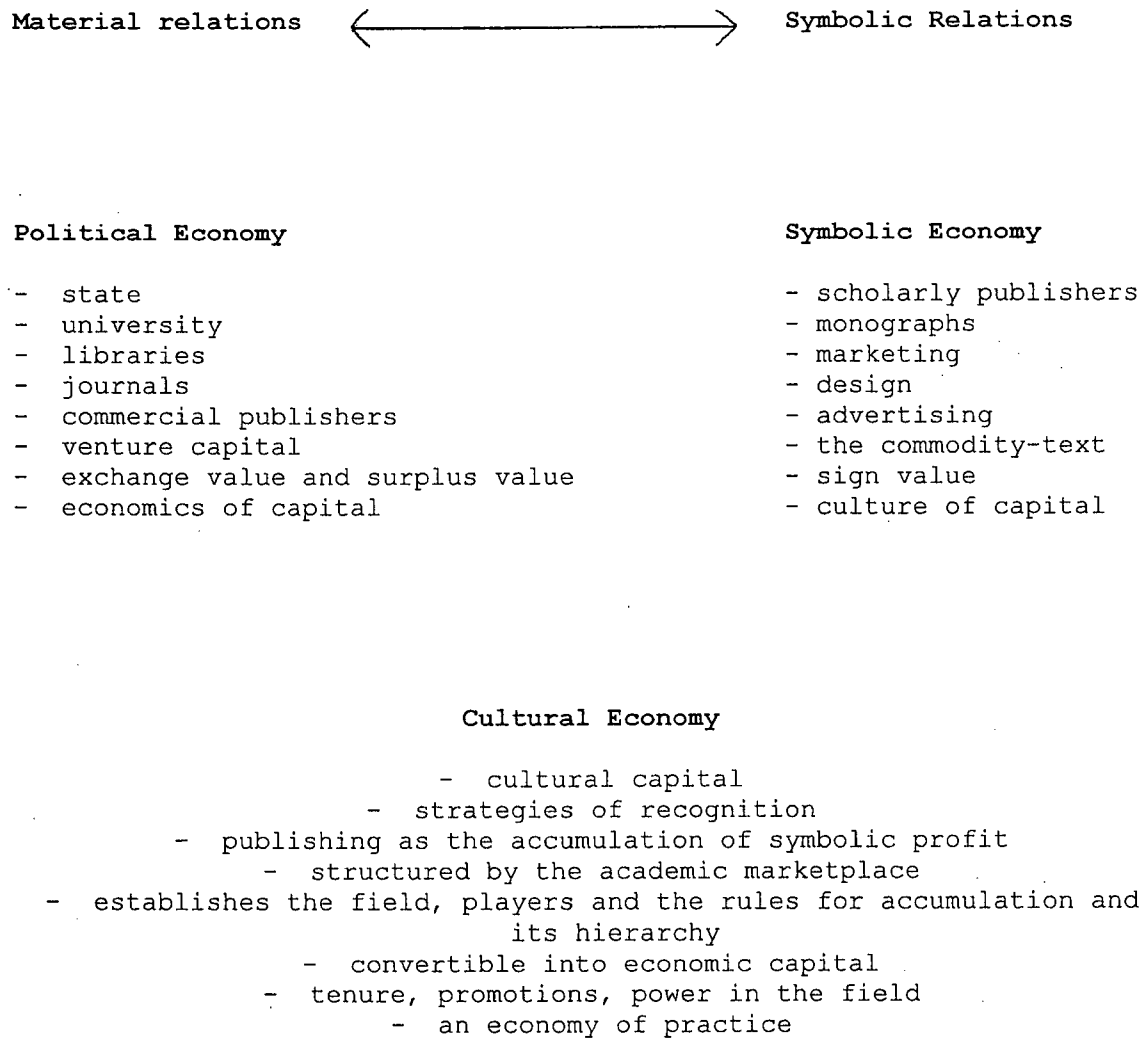 Material relations
Symbolic Relations
Political Economy
- state
- university
- libraries
- journals
- commercial publishers
- venture capital
- exchange value and surplus value
- economics of capital
Symbolic Economy
- scholarly publishers
- monographs
- marketing
- design
- advertising
- the commodity-text
- sign value
- culture of capital
Cultural Economy
- cultural capital
- strategies of recognition
- publishing as the accumulation of symbolic profit
- structured by the academic marketplace
- establishes the field, players and the rules for accumulation and
its hierarchy
- convertible into economic capital
- tenure, promotions, power in the field
- an economy of practice